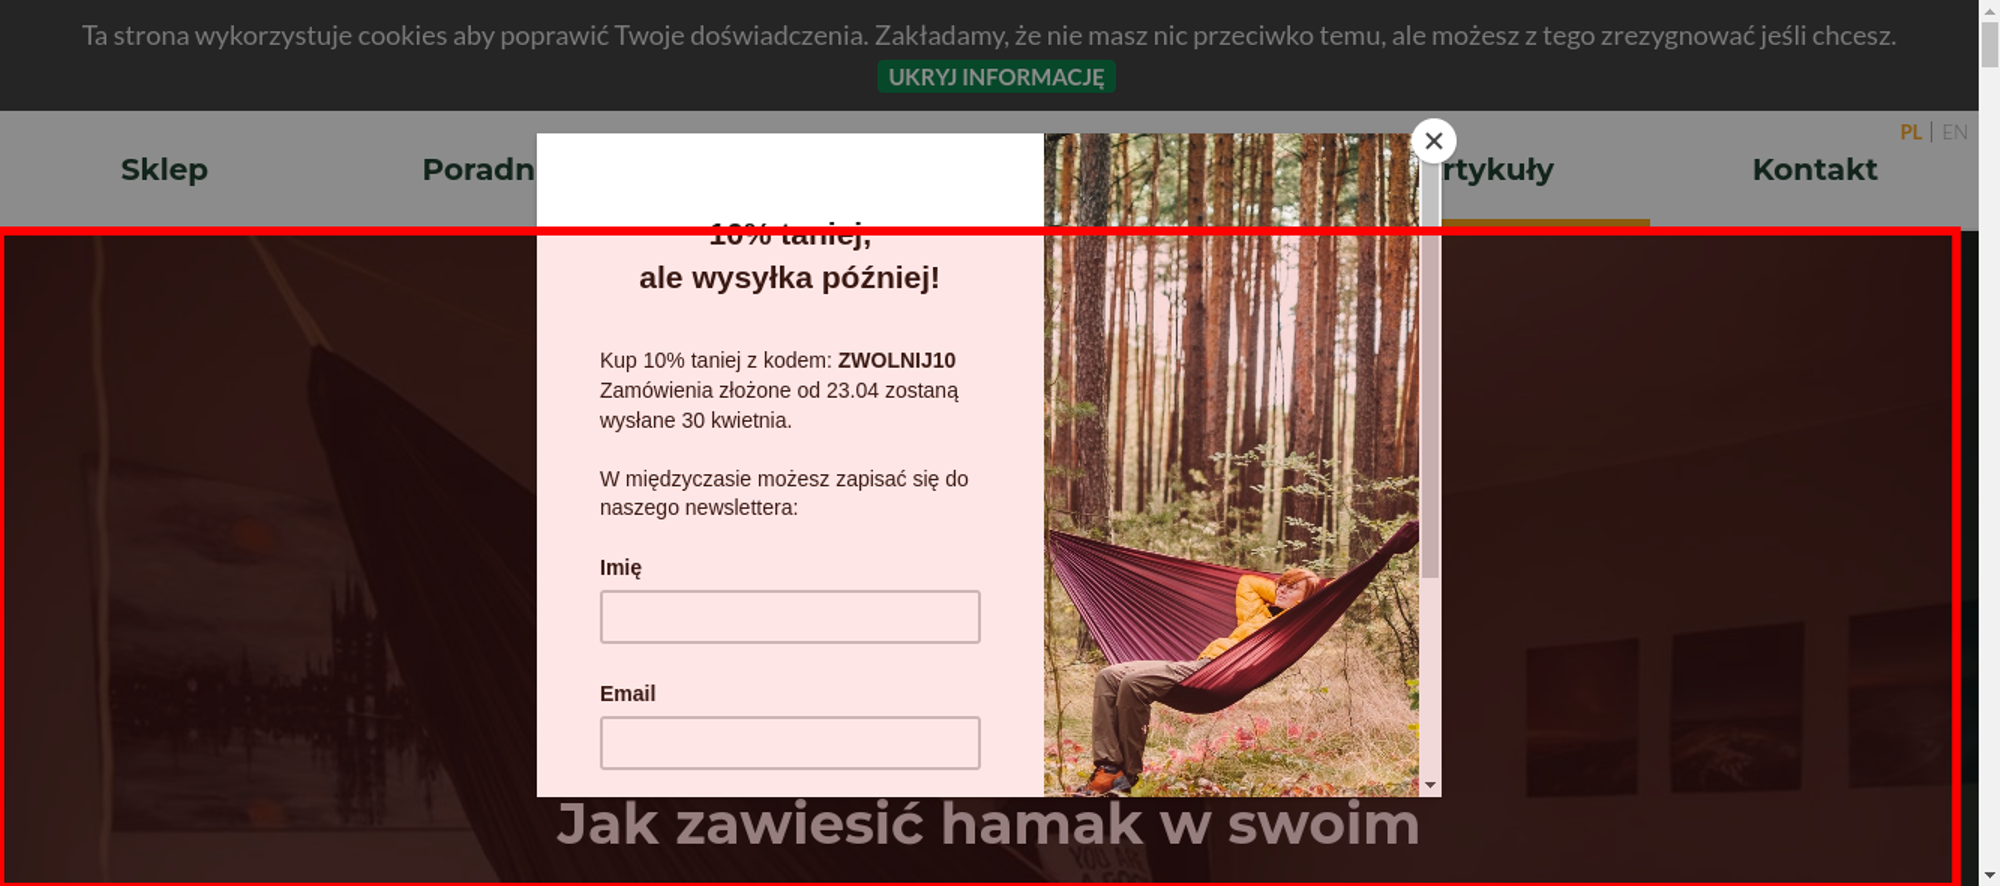 Ta strona wykorzystuje cookies aby poprawić Twoje doświadczenia. Zakładamy, że nie masz nic przeciwko temu, ale możesz z tego zrezygnować jeśli chcesz.
UKRYJ INFORMACJĘ
PL | EN
Sklep
Poradn
rtykuły
Kontakt
10% taniej,
ale wysyłka później!
Kup 10% taniej z kodem: ZWOLNIJ10
Zamówienia złożone od 23.04 zostaną
wysłane 30 kwietnia.
W międzyczasie możesz zapisać się do
naszego newslettera:
Imię
Email
Jak zawiesić hamak w swoim
YOU ARE